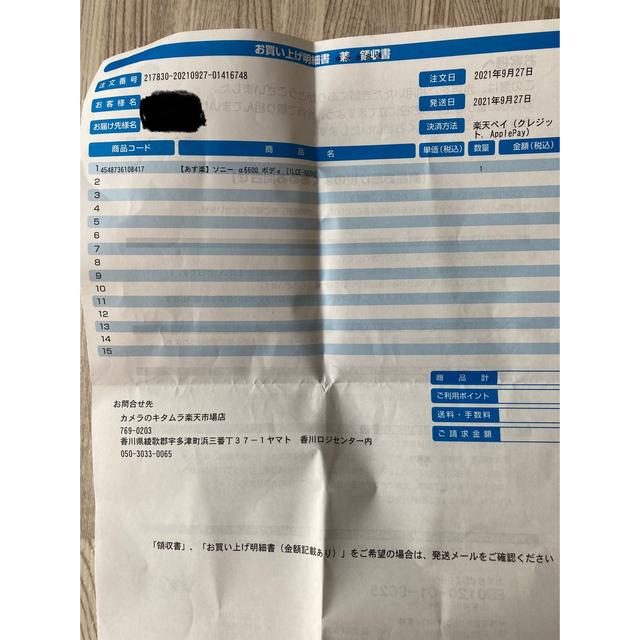 お買い上げ明細書 兼 領収書
注文番号 217830-20210927-01416748
注文日 2021年9月27日
お客様名
発送日 2021年9月27日
お届け先様名
決済方法 楽天ペイ (クレジット、ApplePay)
商品コード 商品名 単価(税込) 数量 金額(税込)
1 4548736108417 【あす楽】ソニー α6600 ボディ [ILCE-6600] 1
2
3
4
5
6
7
8
9
10
11
12
13
14
15
商品計
ご利用ポイント
送料・手数料
ご請求金額
お問合せ先
カメラのキタムラ楽天市場店
769-0203
香川県綾歌郡宇多津町浜三番丁37-1ヤマト 香川ロジセンター内
050-3033-0065
「領収書」、「お買い上げ明細書(金額記載あり)」をご希望の場合は、発送メールをご確認ください